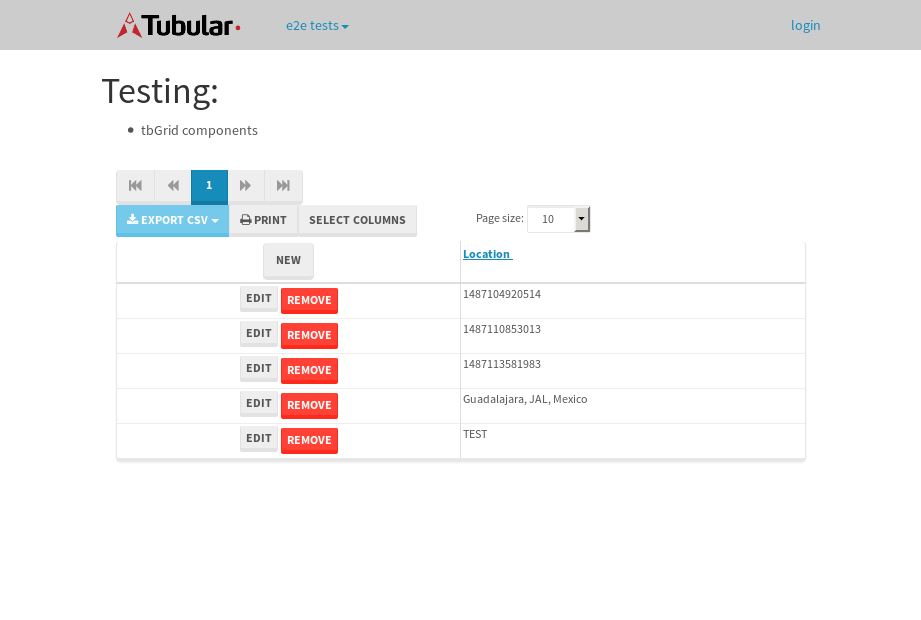 Tubular e2e tests login
Testing:
tbGrid components
1
EXPORT CSV PRINT SELECT COLUMNS Page size: 10
NEW Location
EDIT REMOVE 1487104920514
EDIT REMOVE 1487110853013
EDIT REMOVE 1487113581983
EDIT REMOVE Guadalajara, JAL, Mexico
EDIT REMOVE TEST